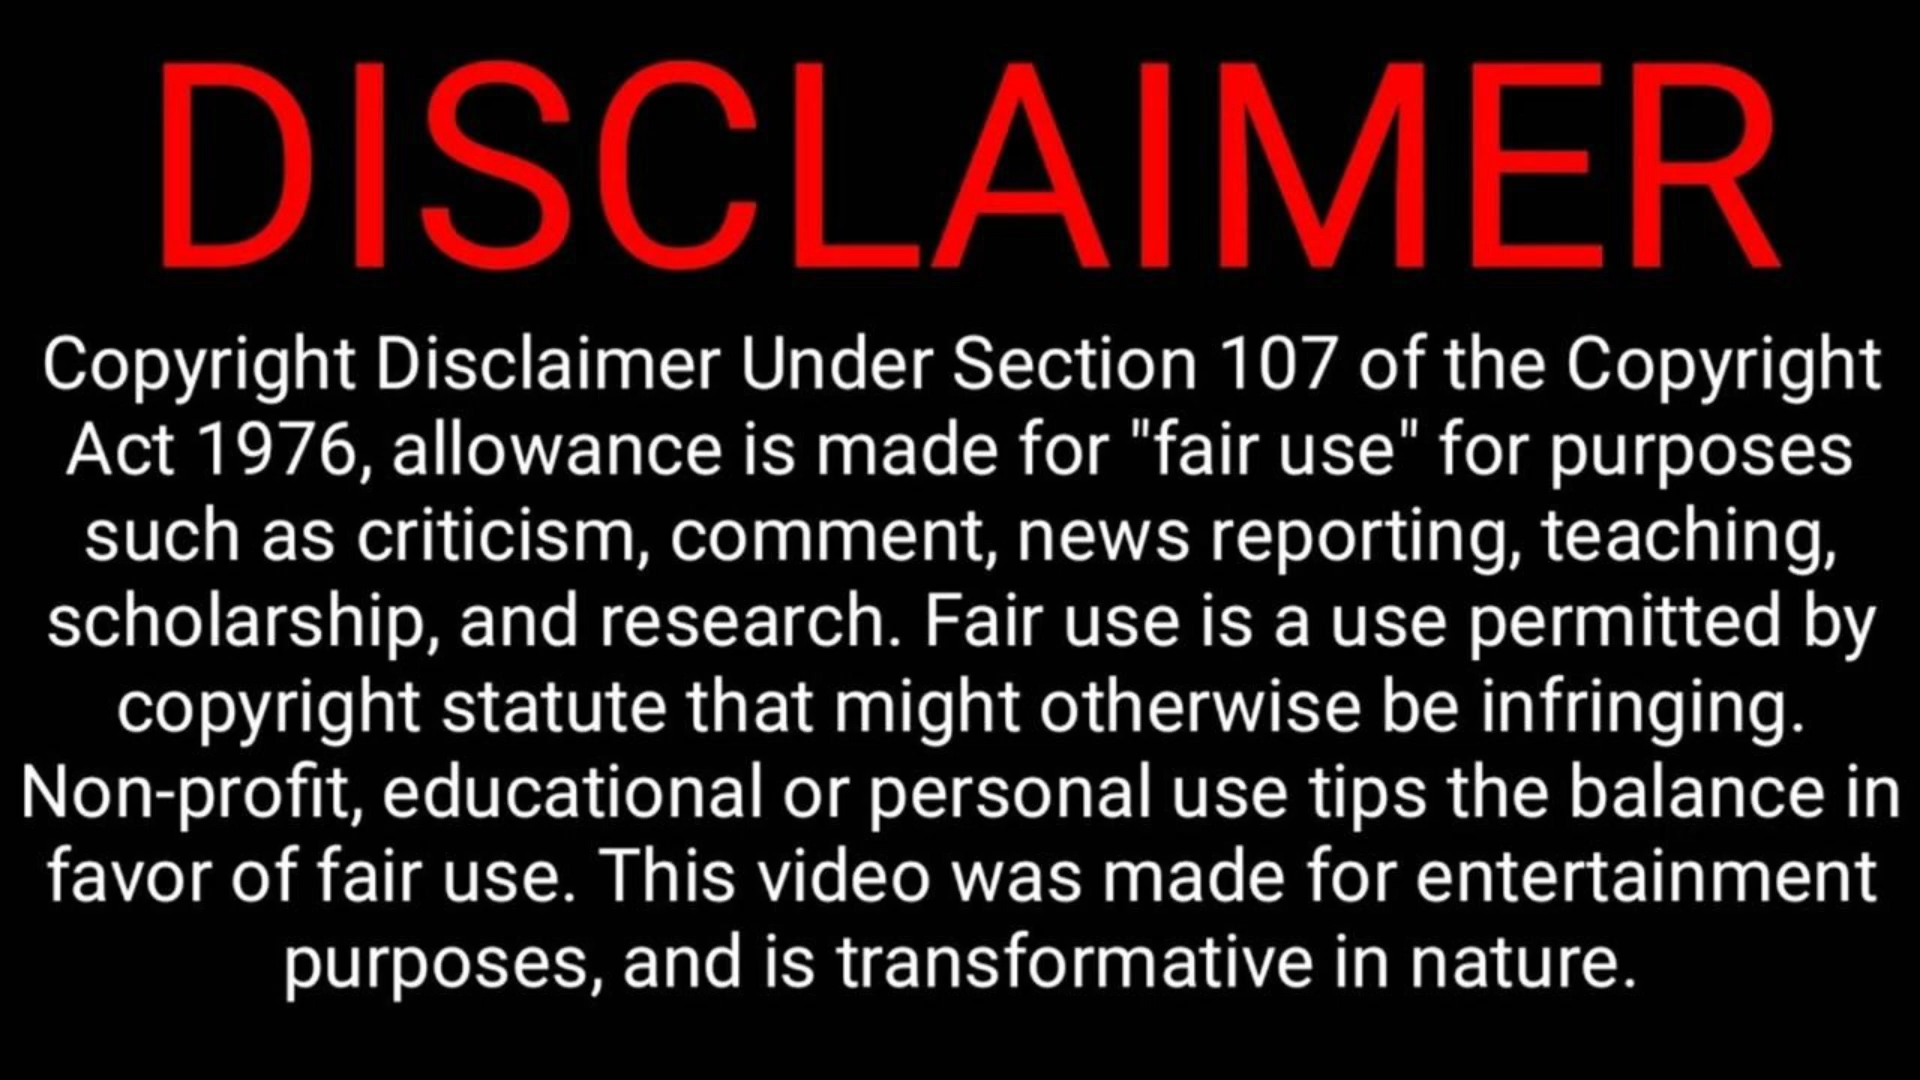 DISCLAIMER
Copyright Disclaimer Under Section 107 of the Copyright
Act 1976, allowance is made for "fair use" for purposes
such as criticism, comment, news reporting, teaching,
scholarship, and research. Fair use is a use permitted by
copyright statute that might otherwise be infringing.
Non-profit, educational or personal use tips the balance in
favor of fair use. This video was made for entertainment
purposes, and is transformative in nature.